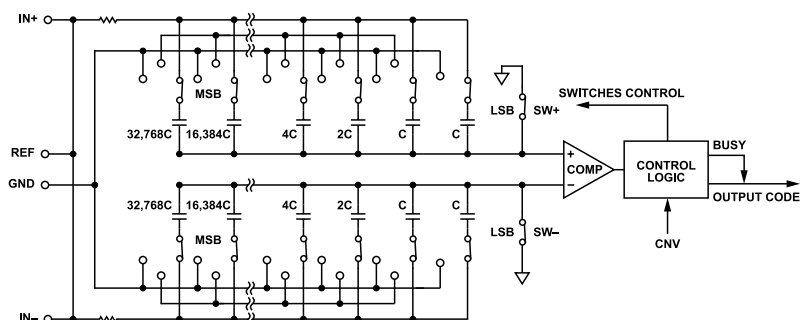 IN+
MSB
LSB SW+
SWITCHES CONTROL
32,768C 16,384C 4C 2C C C
BUSY
REF
+
COMP
−
CONTROL LOGIC
GND
OUTPUT CODE
32,768C 16,384C 4C 2C C C
MSB
LSB SW−
CNV
IN−